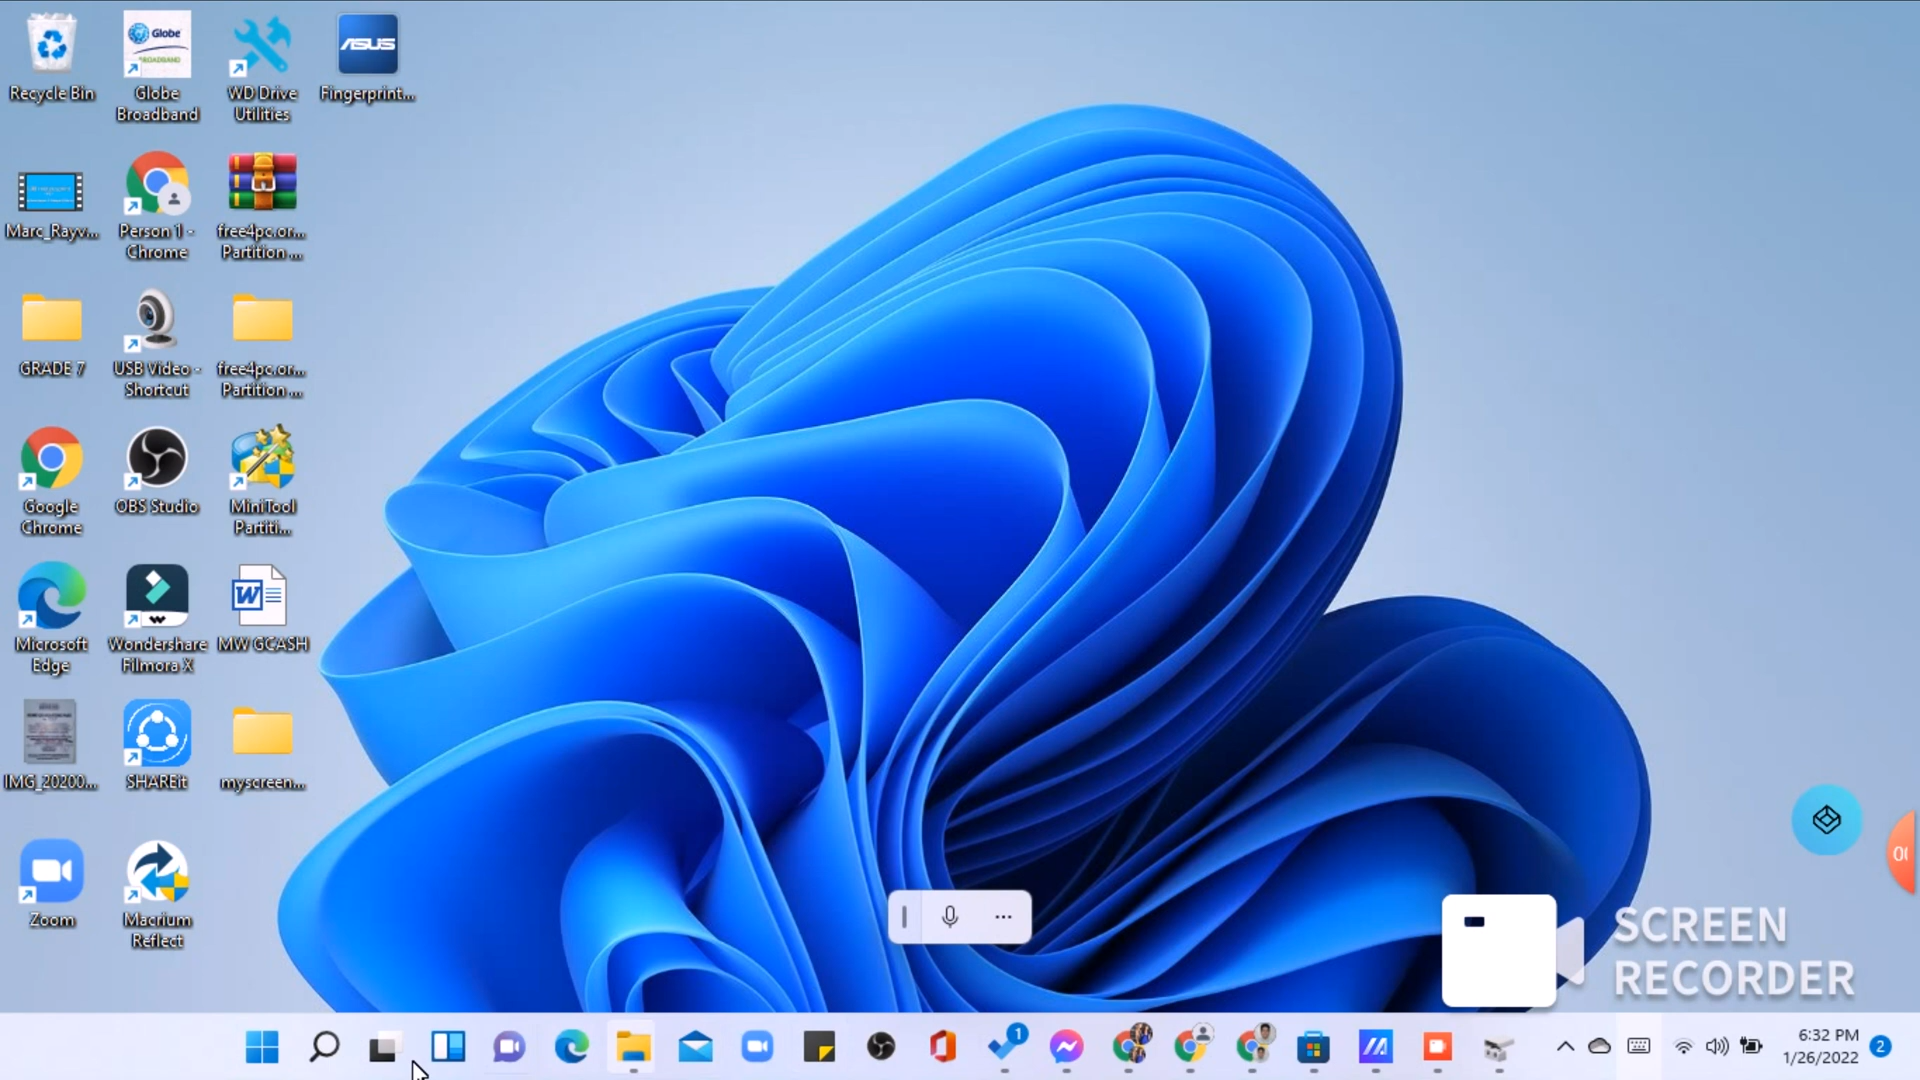 Recycle Bin
Globe
BROADBAND
Globe
Broadband
WD Drive
Utilities
ASUS
Fingerprint...
Marc_Rayv...
Person 1 -
Chrome
free4pc.or...
Partition ...
GRADE 7
USB Video -
Shortcut
free4pc.or...
Partition ...
Google
Chrome
OBS Studio
MiniTool
Partiti...
Microsoft
Edge
Wondershare
Filmora X
W
MW GCASH
IMG_20200...
SHAREit
myscreen...
Zoom
Macrium
Reflect
SCREEN
RECORDER
1
6:32 PM
1/26/2022
2